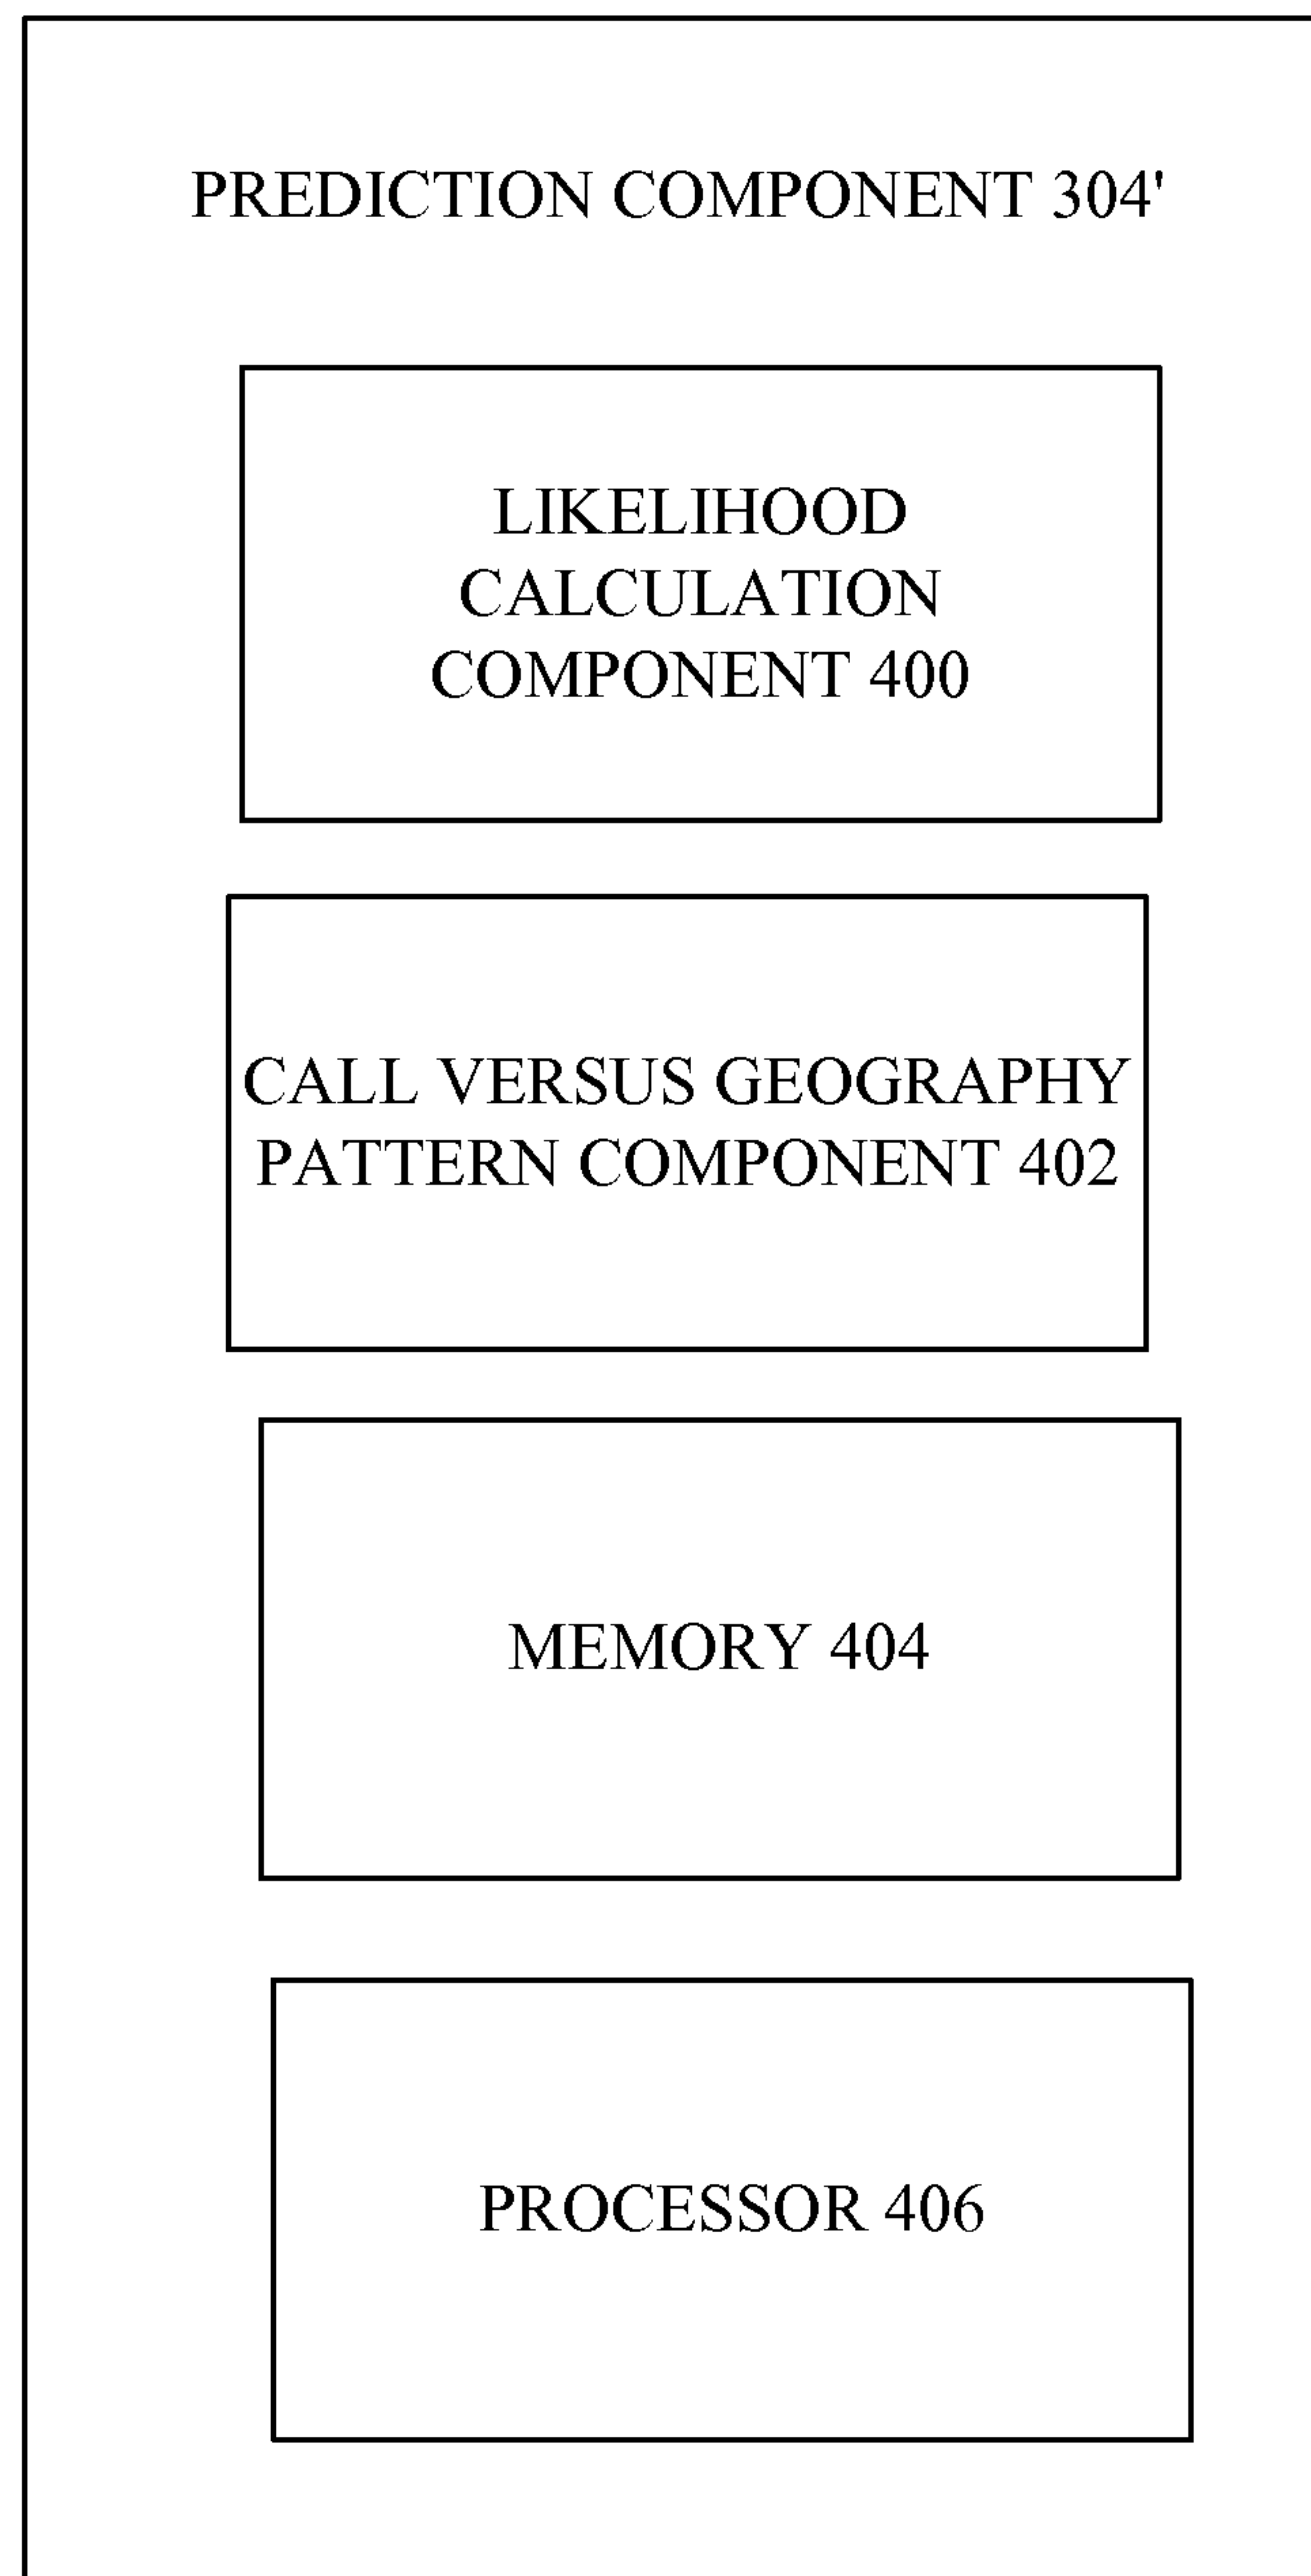 PREDICTION COMPONENT 304'
LIKELIHOOD
CALCULATION
COMPONENT 400
CALL VERSUS GEOGRAPHY
PATTERN COMPONENT 402
MEMORY 404
PROCESSOR 406